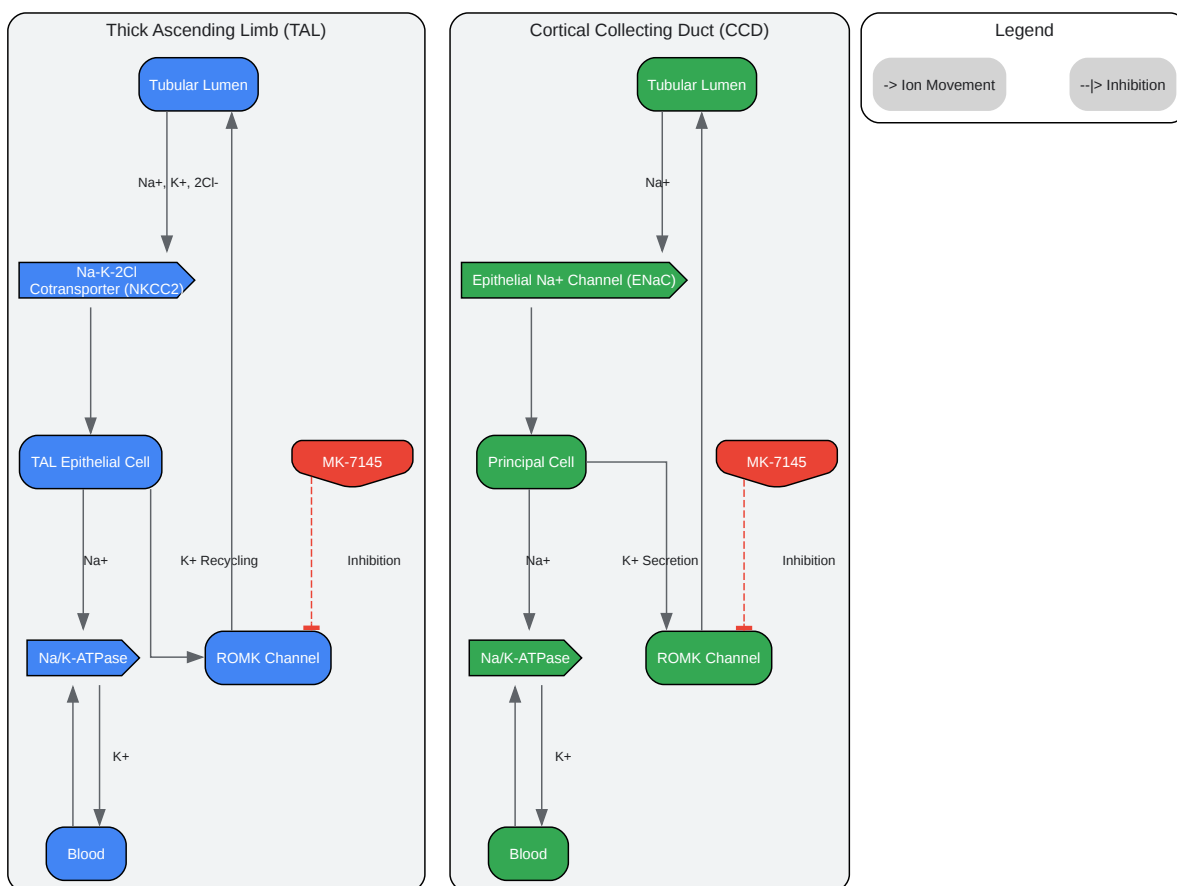 Thick Ascending Limb (TAL)
Tubular Lumen
Na+, K+, 2Cl-
Na-K-2Cl
Cotransporter (NKCC2)
TAL Epithelial Cell
MK-7145
Na+
K+ Recycling
Inhibition
Na/K-ATPase
ROMK Channel
K+
Blood
Cortical Collecting Duct (CCD)
Tubular Lumen
Na+
Epithelial Na+ Channel (ENaC)
Principal Cell
MK-7145
Na+
K+ Secretion
Inhibition
Na/K-ATPase
ROMK Channel
K+
Blood
Legend
-> Ion Movement
--|> Inhibition